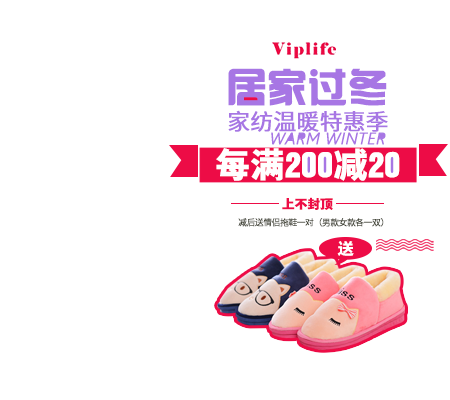 Viplife
居家过冬
家纺温暖特惠季
WARM WINTER
每满200减20
上不封顶
减后送情侣拖鞋一对（男款女款各一双）
送